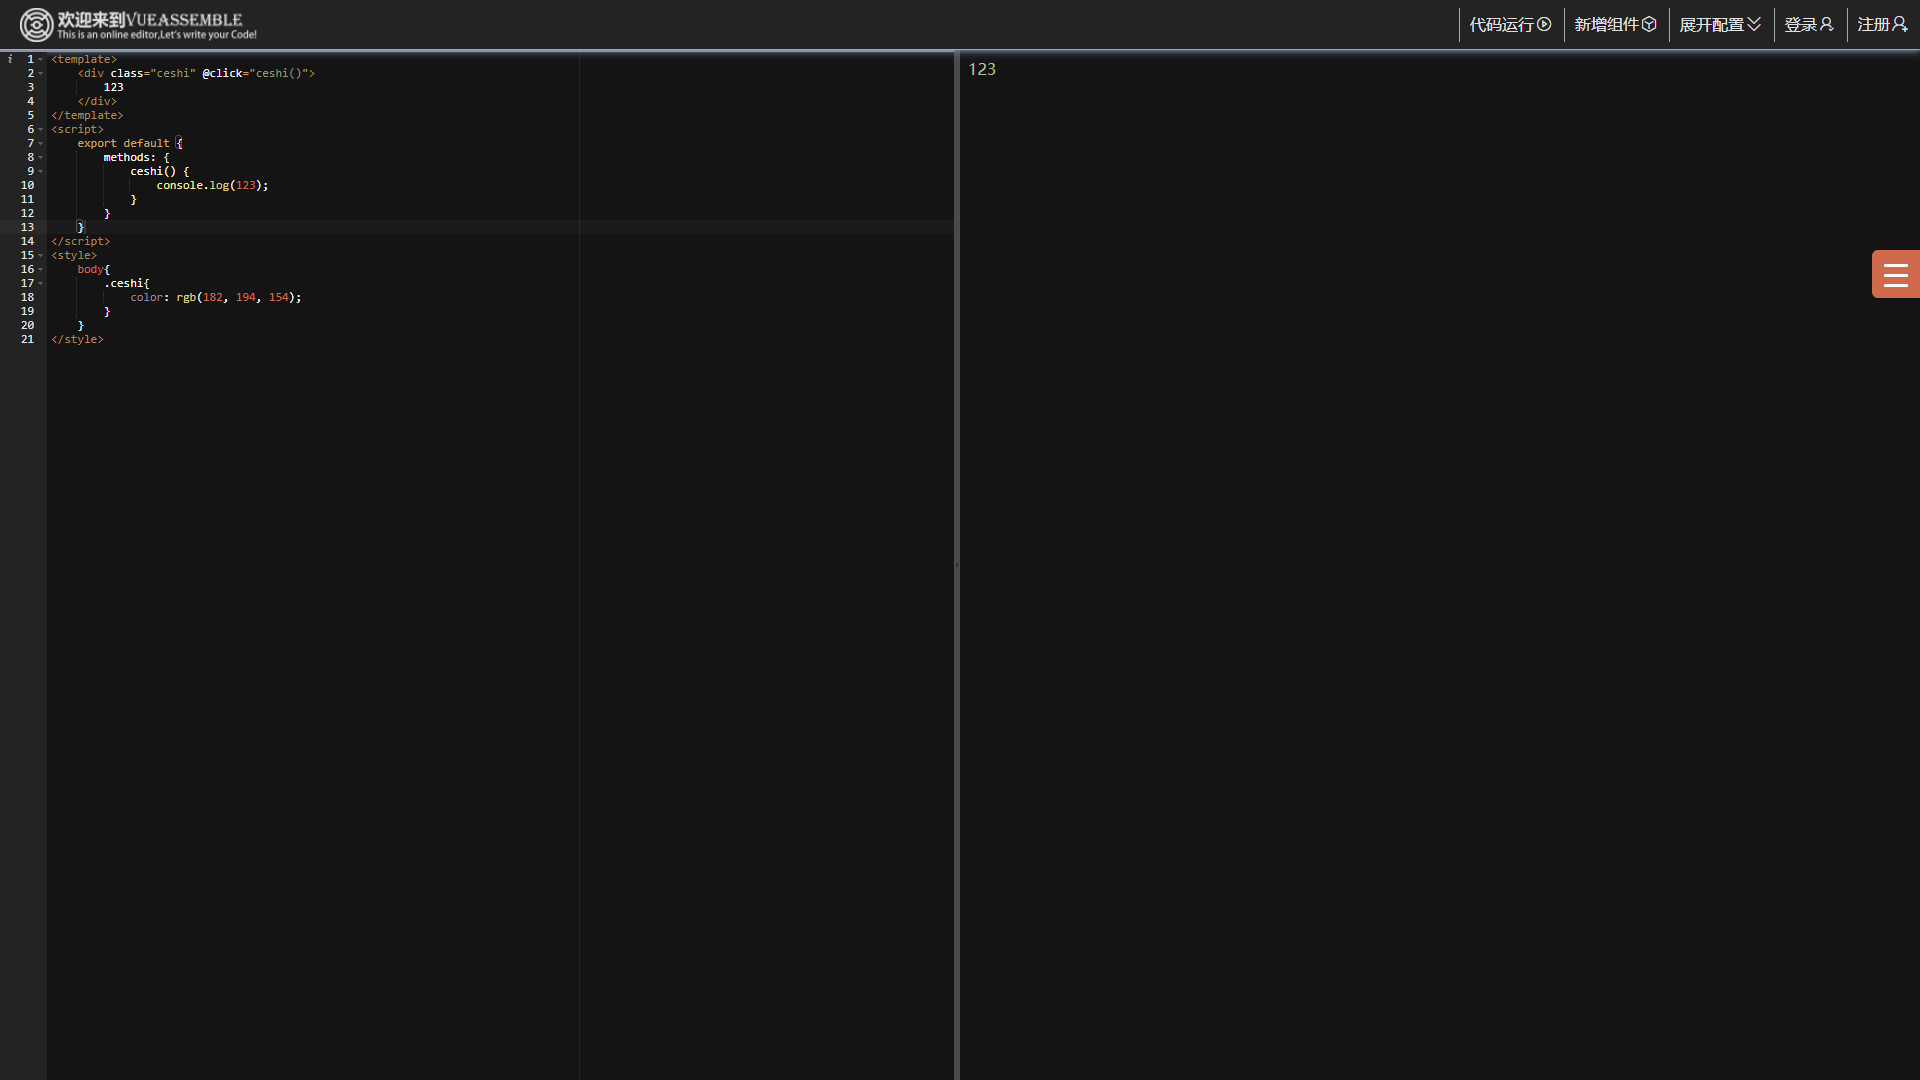 欢迎来到VUEASSEMBLE
This is an online editor,Let's write your Code!
代码运行
新增组件
展开配置
登录
注册
i 1 <template>
2 <div class="ceshi" @click="ceshi()">
3 123
4 </div>
5 </template>
6 <script>
7 export default {
8 methods: {
9 ceshi() {
10 console.log(123);
11 }
12 }
13 }
14 </script>
15 <style>
16 body{
17 .ceshi{
18 color: rgb(182, 194, 154);
19 }
20 }
21 </style>
123